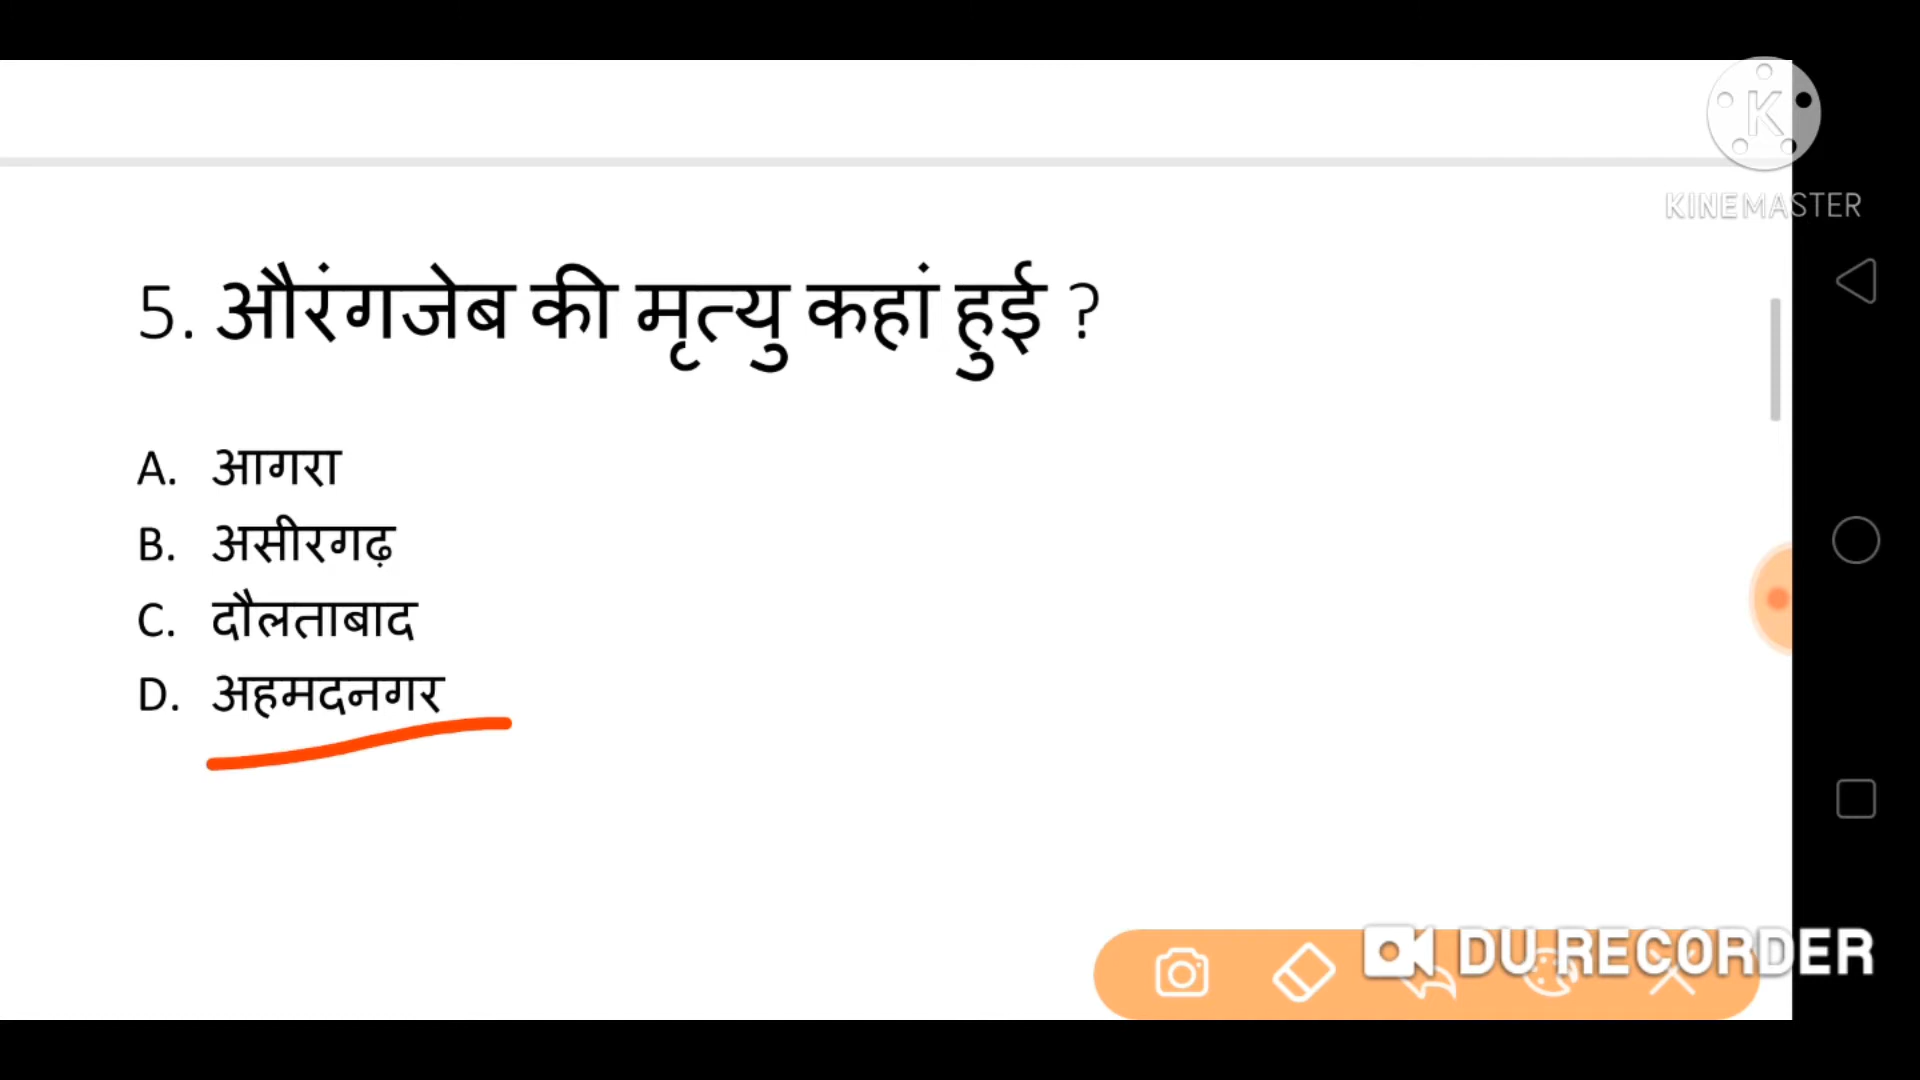 KINEMASTER
5. औरंगजेब की मृत्यु कहां हुई ?
A. आगरा
B. असीरगढ़
C. दौलताबाद
D. अहमदनगर
DU RECORDER